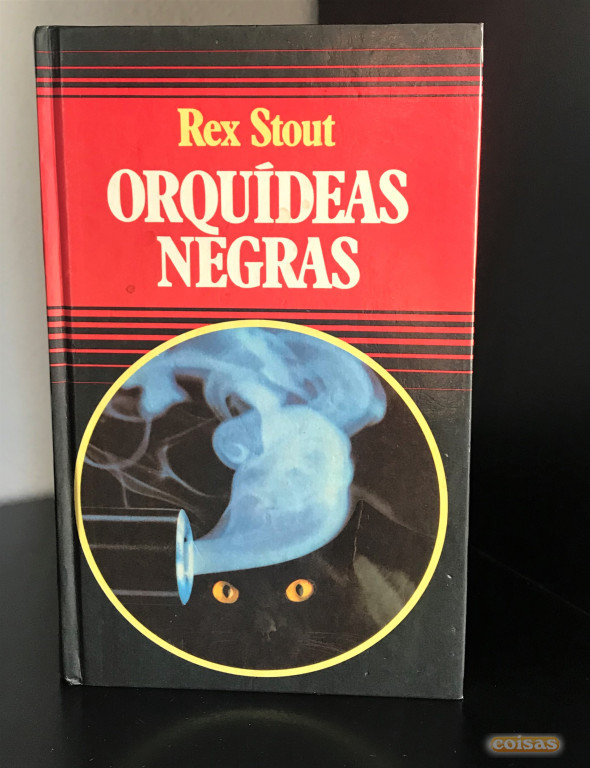 Rex Stout
ORQUÍDEAS
NEGRAS
coisas